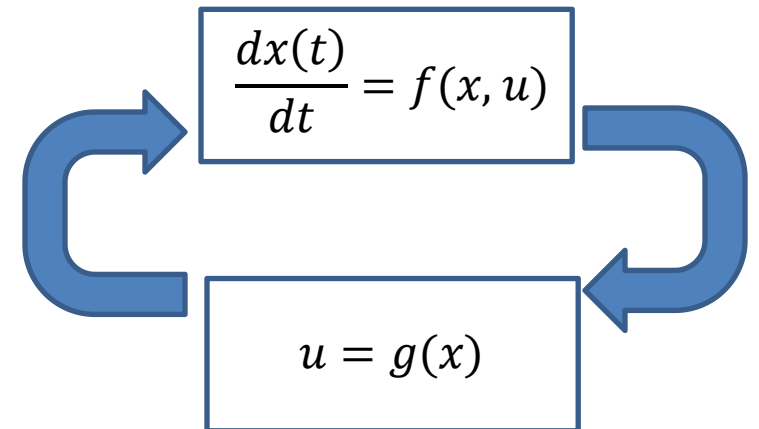 dx(t)/dt = f(x, u)
u = g(x)